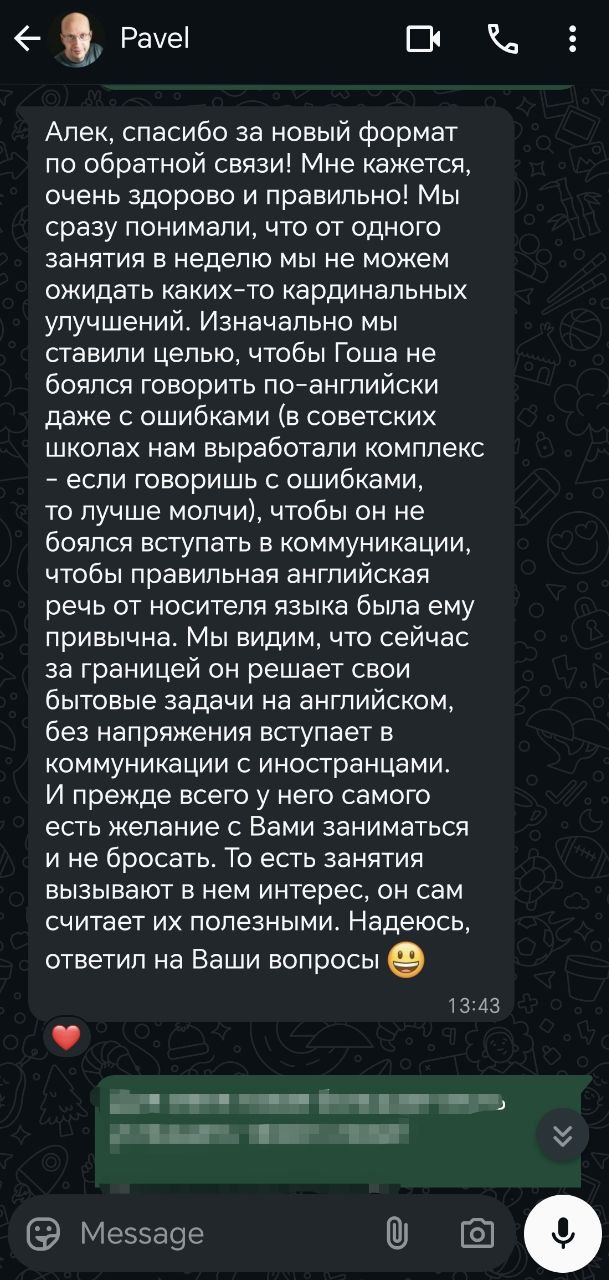 Pavel
Алек, спасибо за новый формат
по обратной связи! Мне кажется,
очень здорово и правильно! Мы
сразу понимали, что от одного
занятия в неделю мы не можем
ожидать каких-то кардинальных
улучшений. Изначально мы
ставили целью, чтобы Гоша не
боялся говорить по-английски
даже с ошибками (в советских
школах нам выработали комплекс
- если говоришь с ошибками,
то лучше молчи), чтобы он не
боялся вступать в коммуникации,
чтобы правильная английская
речь от носителя языка была ему
привычна. Мы видим, что сейчас
за границей он решает свои
бытовые задачи на английском,
без напряжения вступает в
коммуникации с иностранцами.
И прежде всего у него самого
есть желание с Вами заниматься
и не бросать. То есть занятия
вызывают в нем интерес, он сам
считает их полезными. Надеюсь,
ответил на Ваши вопросы 😃
13:43
Message